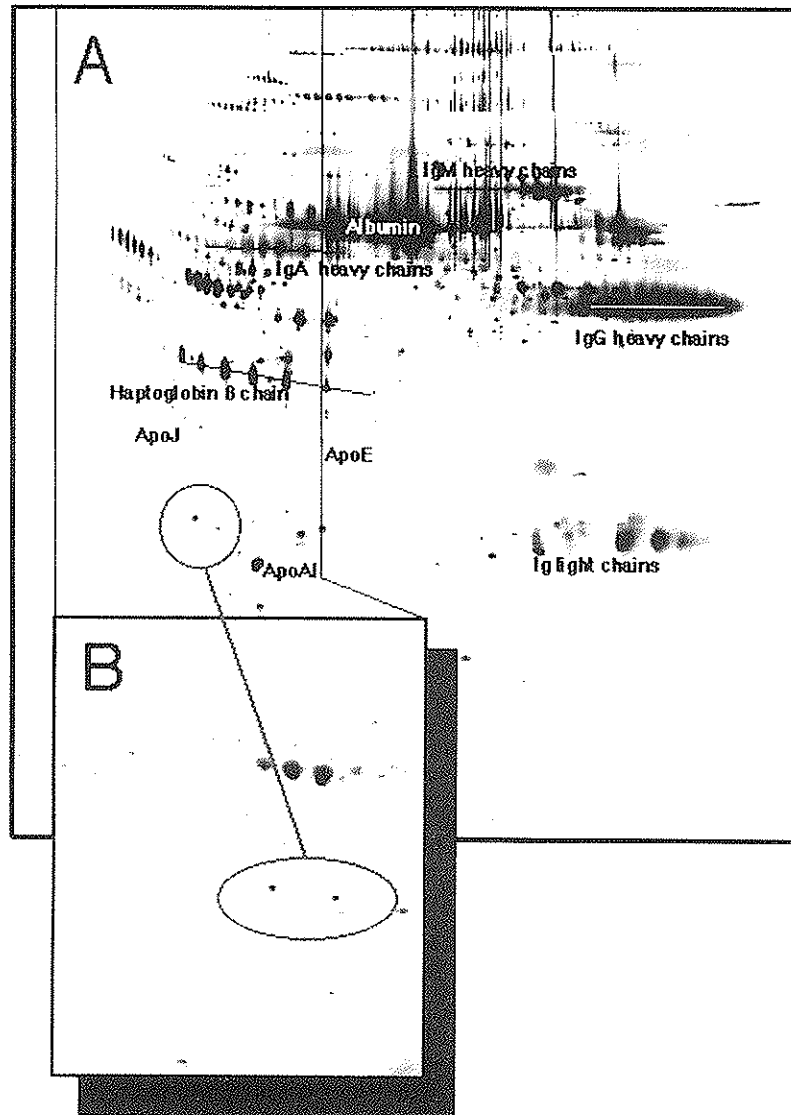 A
IgM heavy chains
Albumin
IgA heavy chains
IgG heavy chains
Haptoglobin ß chain
ApoJ
ApoE
Ig light chains
ApoAI
B